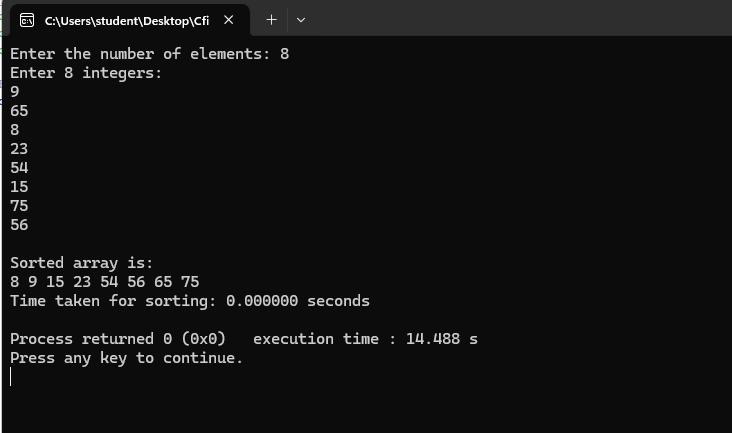 C:\Users\student\Desktop\Cfi
Enter the number of elements: 8
Enter 8 integers:
9
65
8
23
54
15
75
56
Sorted array is:
8 9 15 23 54 56 65 75
Time taken for sorting: 0.000000 seconds
Process returned 0 (0x0)   execution time : 14.488 s
Press any key to continue.